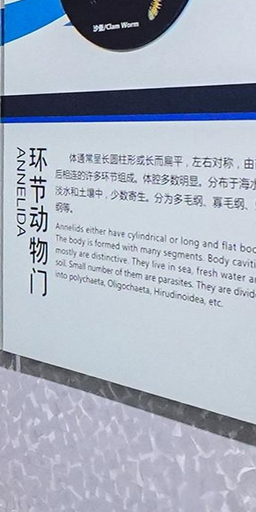 沙蚕/Clam Worm
环节动物门
ANNELIDA
体通常呈长圆柱形或长而扁平，左右对称，由
后相连的许多环节组成。体腔多数明显。分布于海水
淡水和土壤中，少数寄生。分为多毛纲、寡毛纲、
纲等。
Annelids either have cylindrical or long and flat
The body is formed with many segments. Body
mostly are distinctive. They live in sea, fresh water
soil. Small number of them are parasites. They are
into polychaeta, Oligochaeta, Hirudinoidea, etc.